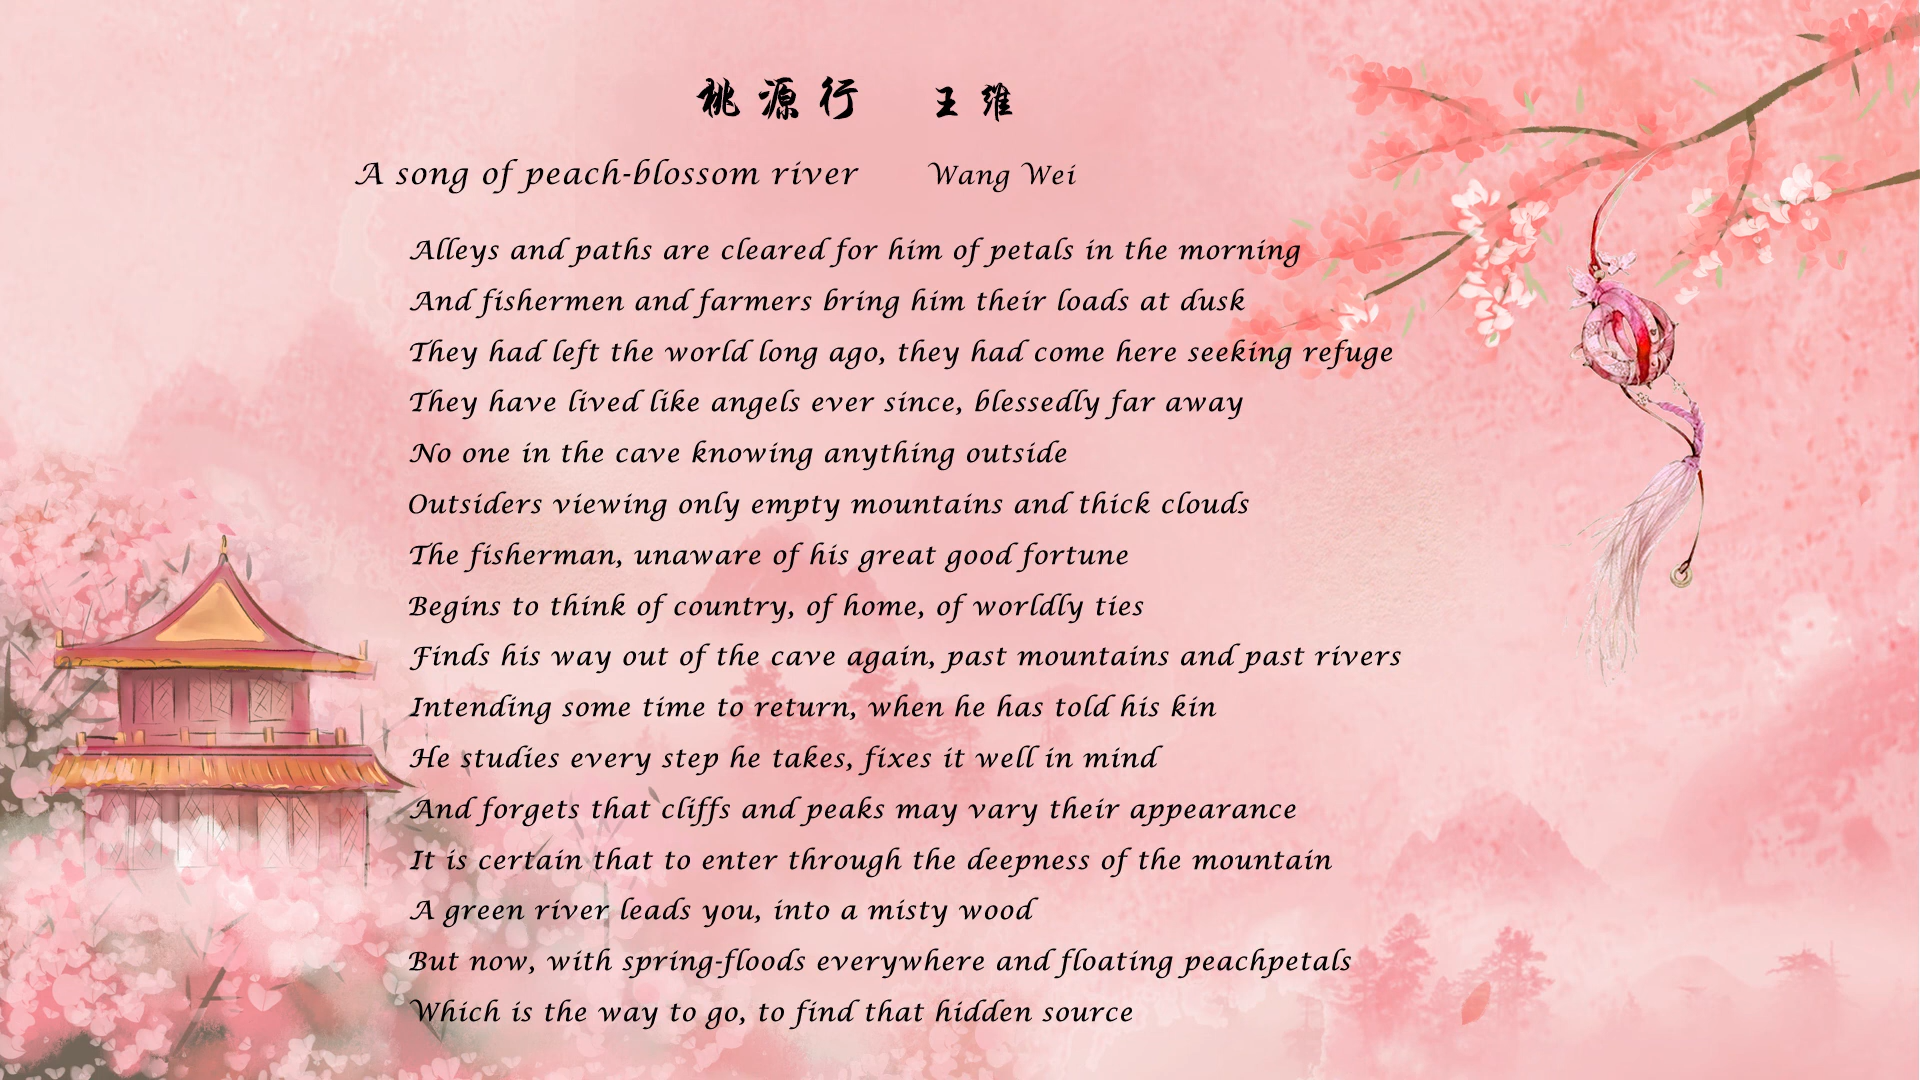 桃源行 王维
A song of peach-blossom river Wang Wei
Alleys and paths are cleared for him of petals in the morning
And fishermen and farmers bring him their loads at dusk
They had left the world long ago, they had come here seeking refuge
They have lived like angels ever since, blessedly far away
No one in the cave knowing anything outside
Outsiders viewing only empty mountains and thick clouds
The fisherman, unaware of his great good fortune
Begins to think of country, of home, of worldly ties
Finds his way out of the cave again, past mountains and past rivers
Intending some time to return, when he has told his kin
He studies every step he takes, fixes it well in mind
And forgets that cliffs and peaks may vary their appearance
It is certain that to enter through the deepness of the mountain
A green river leads you, into a misty wood
But now, with spring-floods everywhere and floating peachpetals
Which is the way to go, to find that hidden source